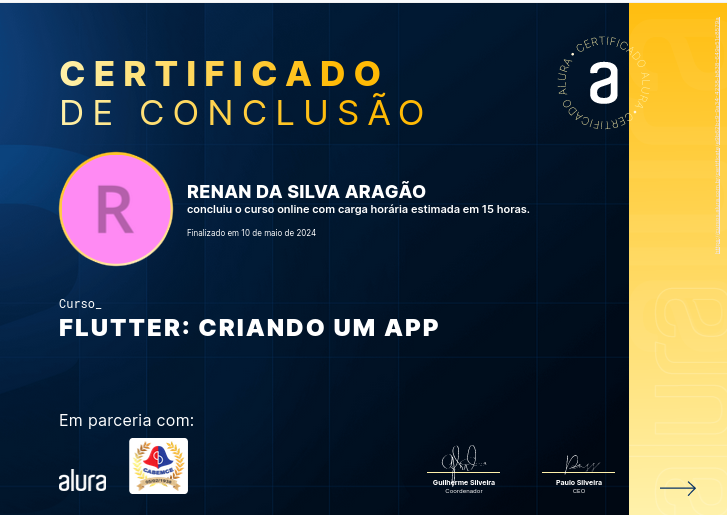 CERTIFICADO
DE CONCLUSÃO
CERTIFICADO ALURA • CERTIFICADO ALURA •
a
R
RENAN DA SILVA ARAGÃO
concluiu o curso online com carga horária estimada em 15 horas.
Finalizado em 10 de maio de 2024
Curso_
FLUTTER: CRIANDO UM APP
Em parceria com:
alura
CABEMCE
Guilherme Silveira
Coordenador
Paulo Silveira
CEO